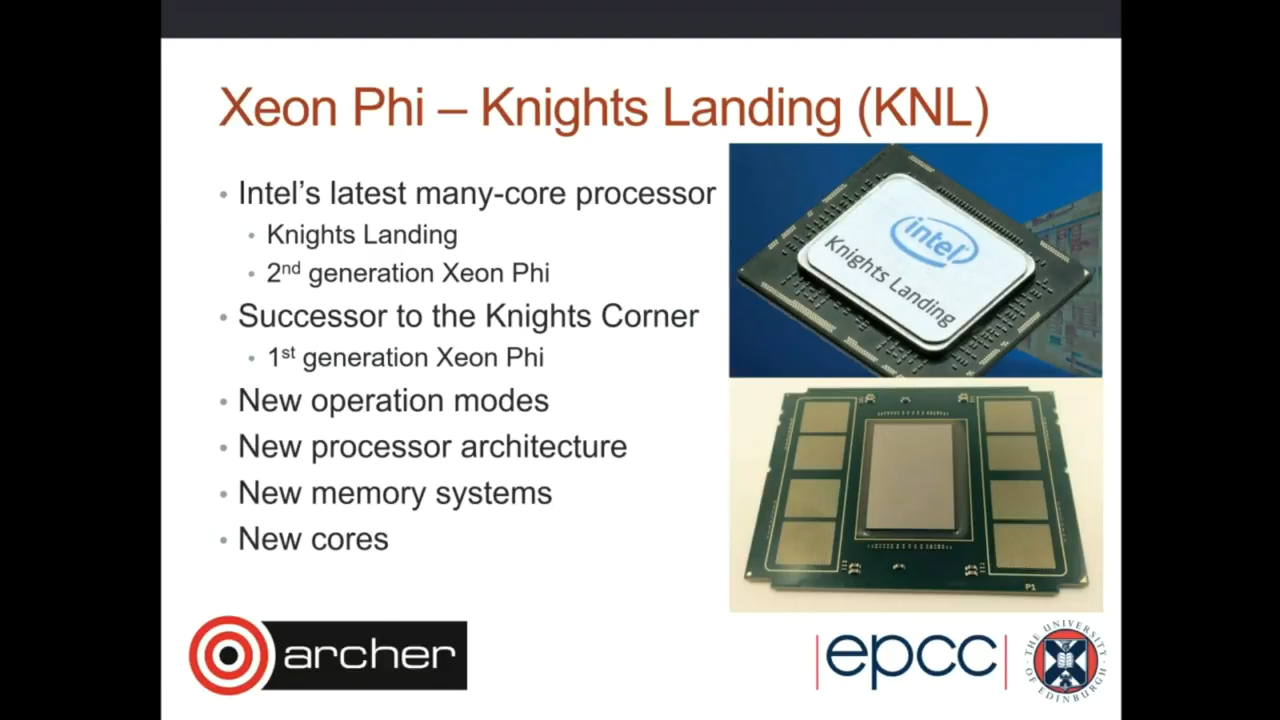 Xeon Phi – Knights Landing (KNL)
• Intel's latest many-core processor
• Knights Landing
• 2nd generation Xeon Phi
• Successor to the Knights Corner
• 1st generation Xeon Phi
• New operation modes
• New processor architecture
• New memory systems
• New cores
intel
Knights Landing
P1
archer
epcc
THE UNIVERSITY
OF EDINBURGH